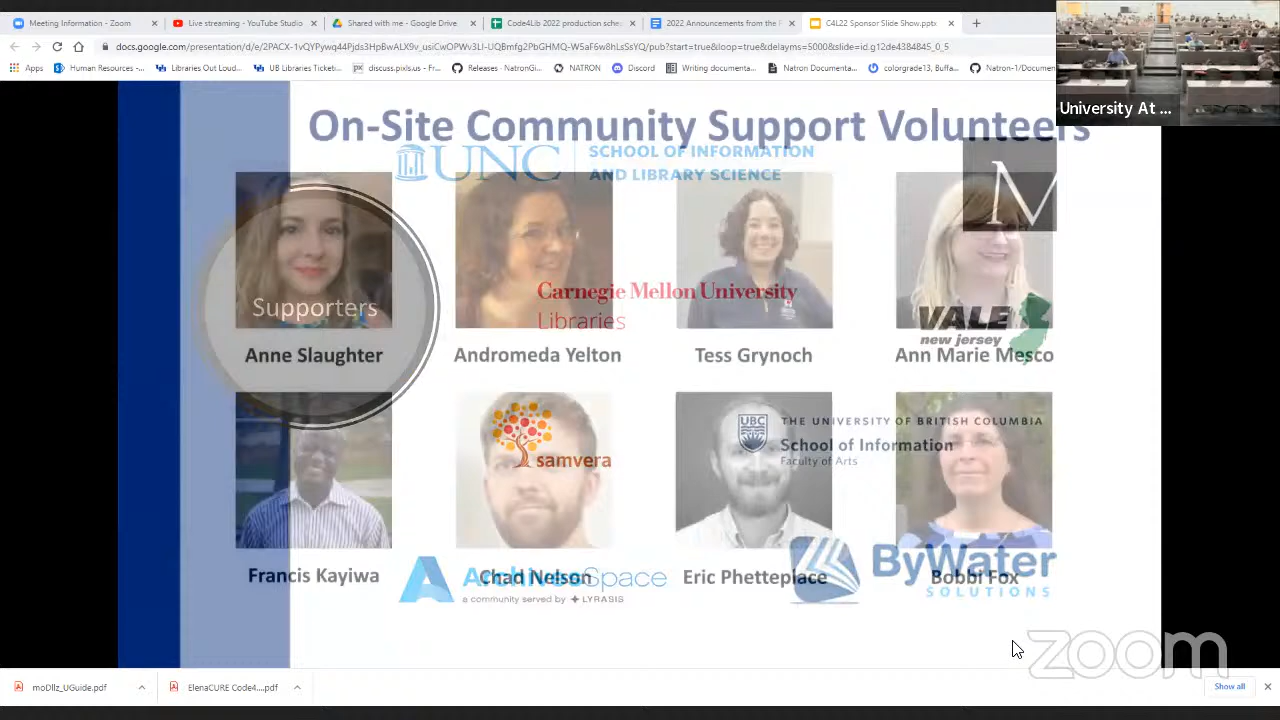 Meeting Information - Zoom
Live streaming - YouTube Studio
Shared with me - Google Drive
Code4Lib 2022 production sche
2022 Announcements from the P
C4L22 Sponsor Slide Show.pptx
Apps
Human Resources -...
Libraries Out Loud...
UB Libraries Ticketi...
discuss.pixls.us - Fr...
Releases · NatronGi...
NATRON
Discord
Writing documenta...
Natron Documenta...
colorgrade13, Buffa...
Natron-1/Document
University At ...
On-Site Community Support Volunteers
UNC
SCHOOL OF INFORMATION
AND LIBRARY SCIENCE
M
Supporters
Carnegie Mellon University
Libraries
VALE
new jersey
Anne Slaughter
Andromeda Yelton
Tess Grynoch
Ann Marie Mesco
samvera
UBC
THE UNIVERSITY OF BRITISH COLUMBIA
School of Information
Faculty of Arts
Francis Kayiwa
Chad Nelson
ArchivesSpace
Eric Phetteplace
ByWater
Bobbi Fox
SOLUTIONS
a community served by LYRASIS
zoom
moDllz_UGuide.pdf
ElenaCURE Code4....pdf
Show all